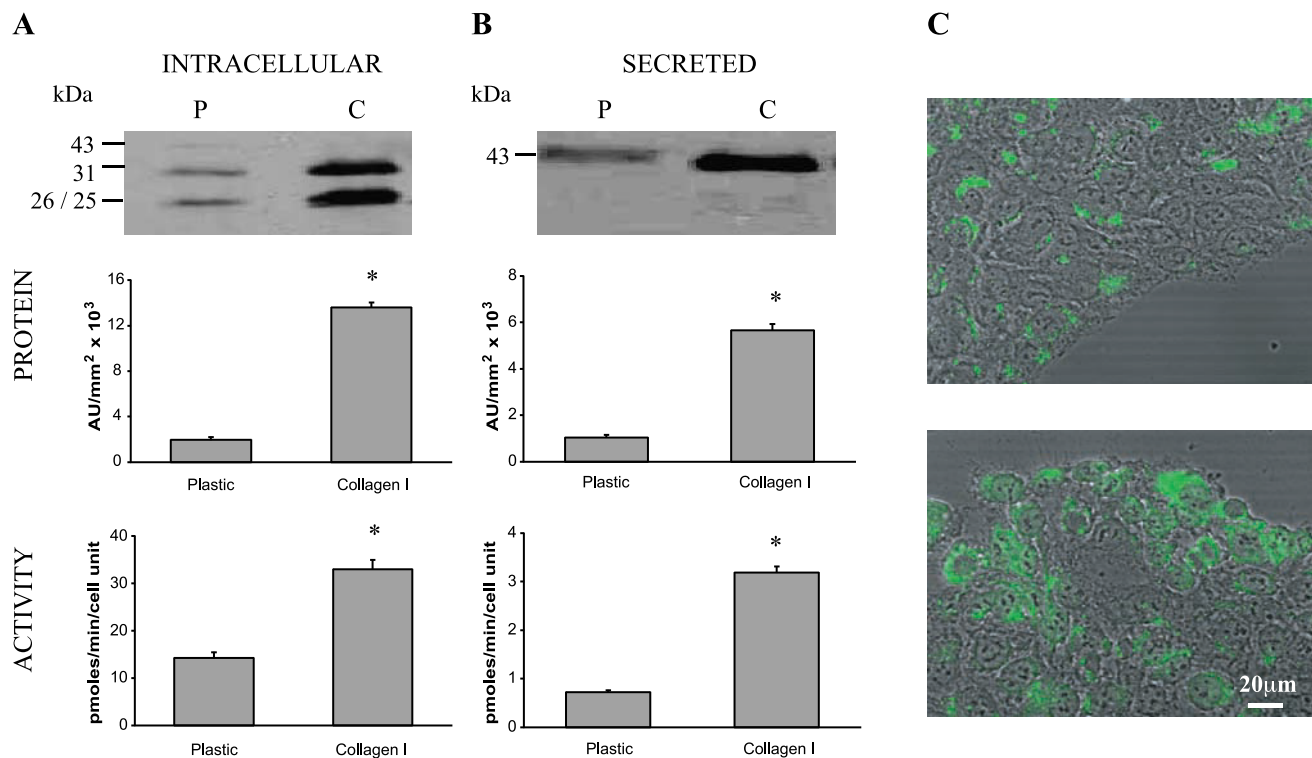 A
B
C
INTRACELLULAR
SECRETED
kDa
P
C
kDa
P
C
43
31
26 / 25
43
PROTEIN
AU/mm² x 10³
16
12
8
4
0
*
Plastic
Collagen I
AU/mm² x 10³
8
6
4
2
0
*
Plastic
Collagen I
ACTIVITY
pmoles/min/cell unit
40
30
20
10
0
*
Plastic
Collagen I
pmoles/min/cell unit
4
3
2
1
0
*
Plastic
Collagen I
20μm